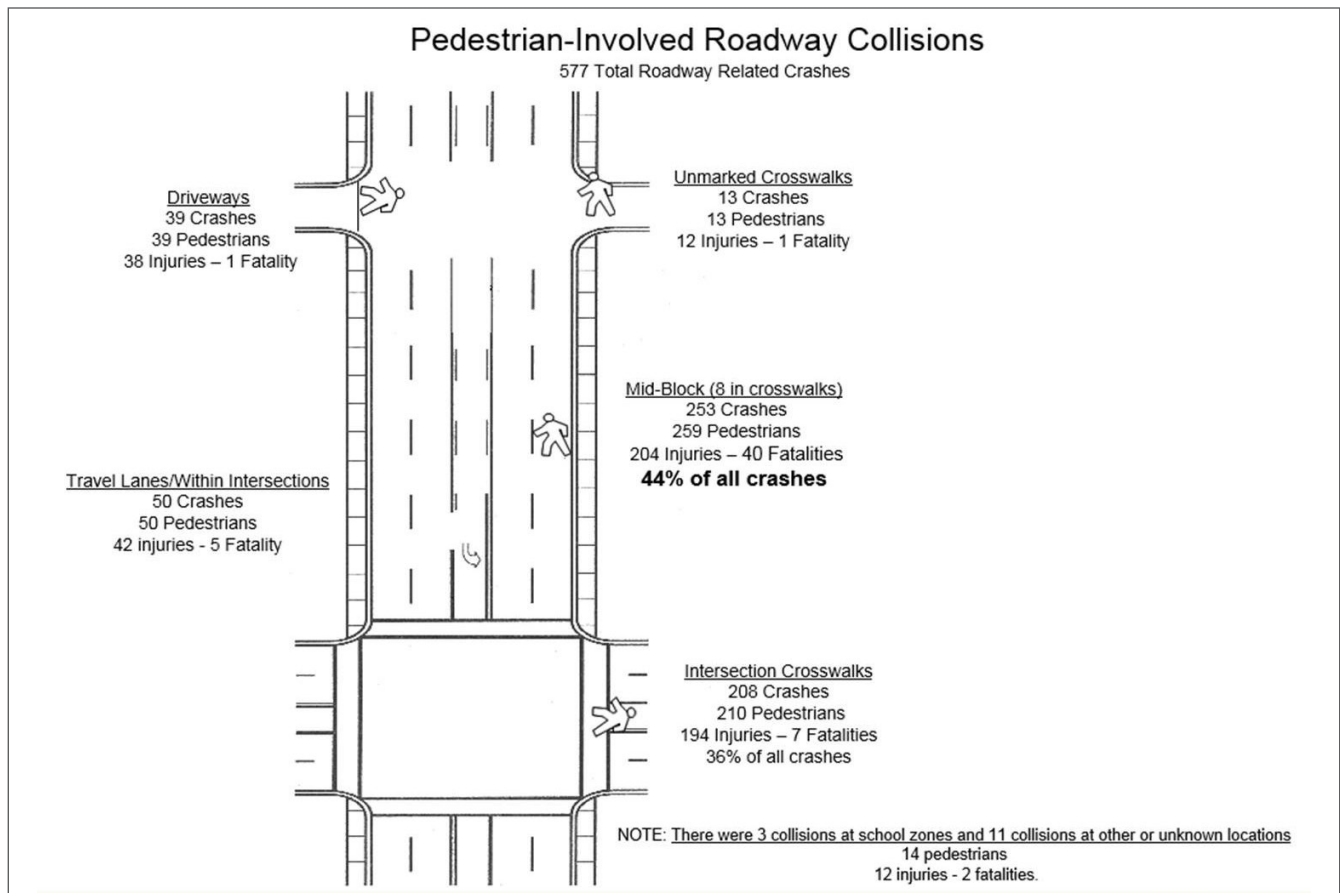 Pedestrian-Involved Roadway Collisions
577 Total Roadway Related Crashes
Driveways
39 Crashes
39 Pedestrians
38 Injuries – 1 Fatality
Unmarked Crosswalks
13 Crashes
13 Pedestrians
12 Injuries – 1 Fatality
Mid-Block (8 in crosswalks)
253 Crashes
259 Pedestrians
204 Injuries – 40 Fatalities
44% of all crashes
Travel Lanes/Within Intersections
50 Crashes
50 Pedestrians
42 injuries - 5 Fatality
Intersection Crosswalks
208 Crashes
210 Pedestrians
194 Injuries – 7 Fatalities
36% of all crashes
NOTE: There were 3 collisions at school zones and 11 collisions at other or unknown locations
14 pedestrians
12 injuries - 2 fatalities.